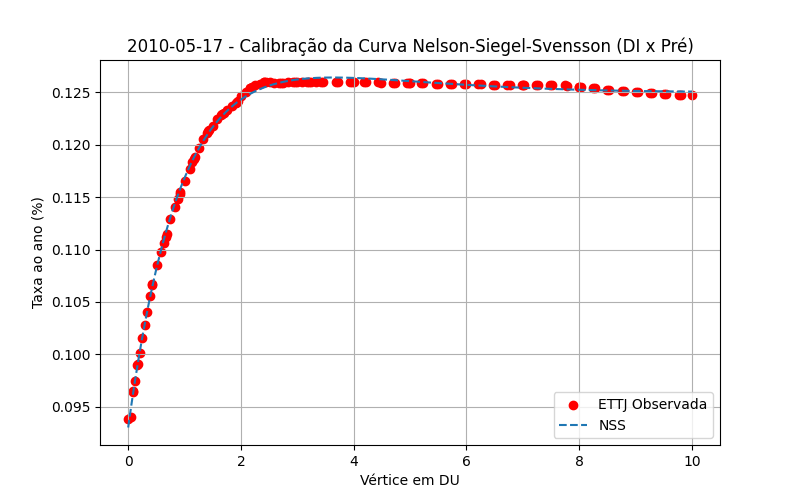 2010-05-17 - Calibração da Curva Nelson-Siegel-Svensson (DI x Pré)
Taxa ao ano (%)
0.125
0.120
0.115
0.110
0.105
0.100
0.095
ETTJ Observada
NSS
0 2 4 6 8 10
Vértice em DU